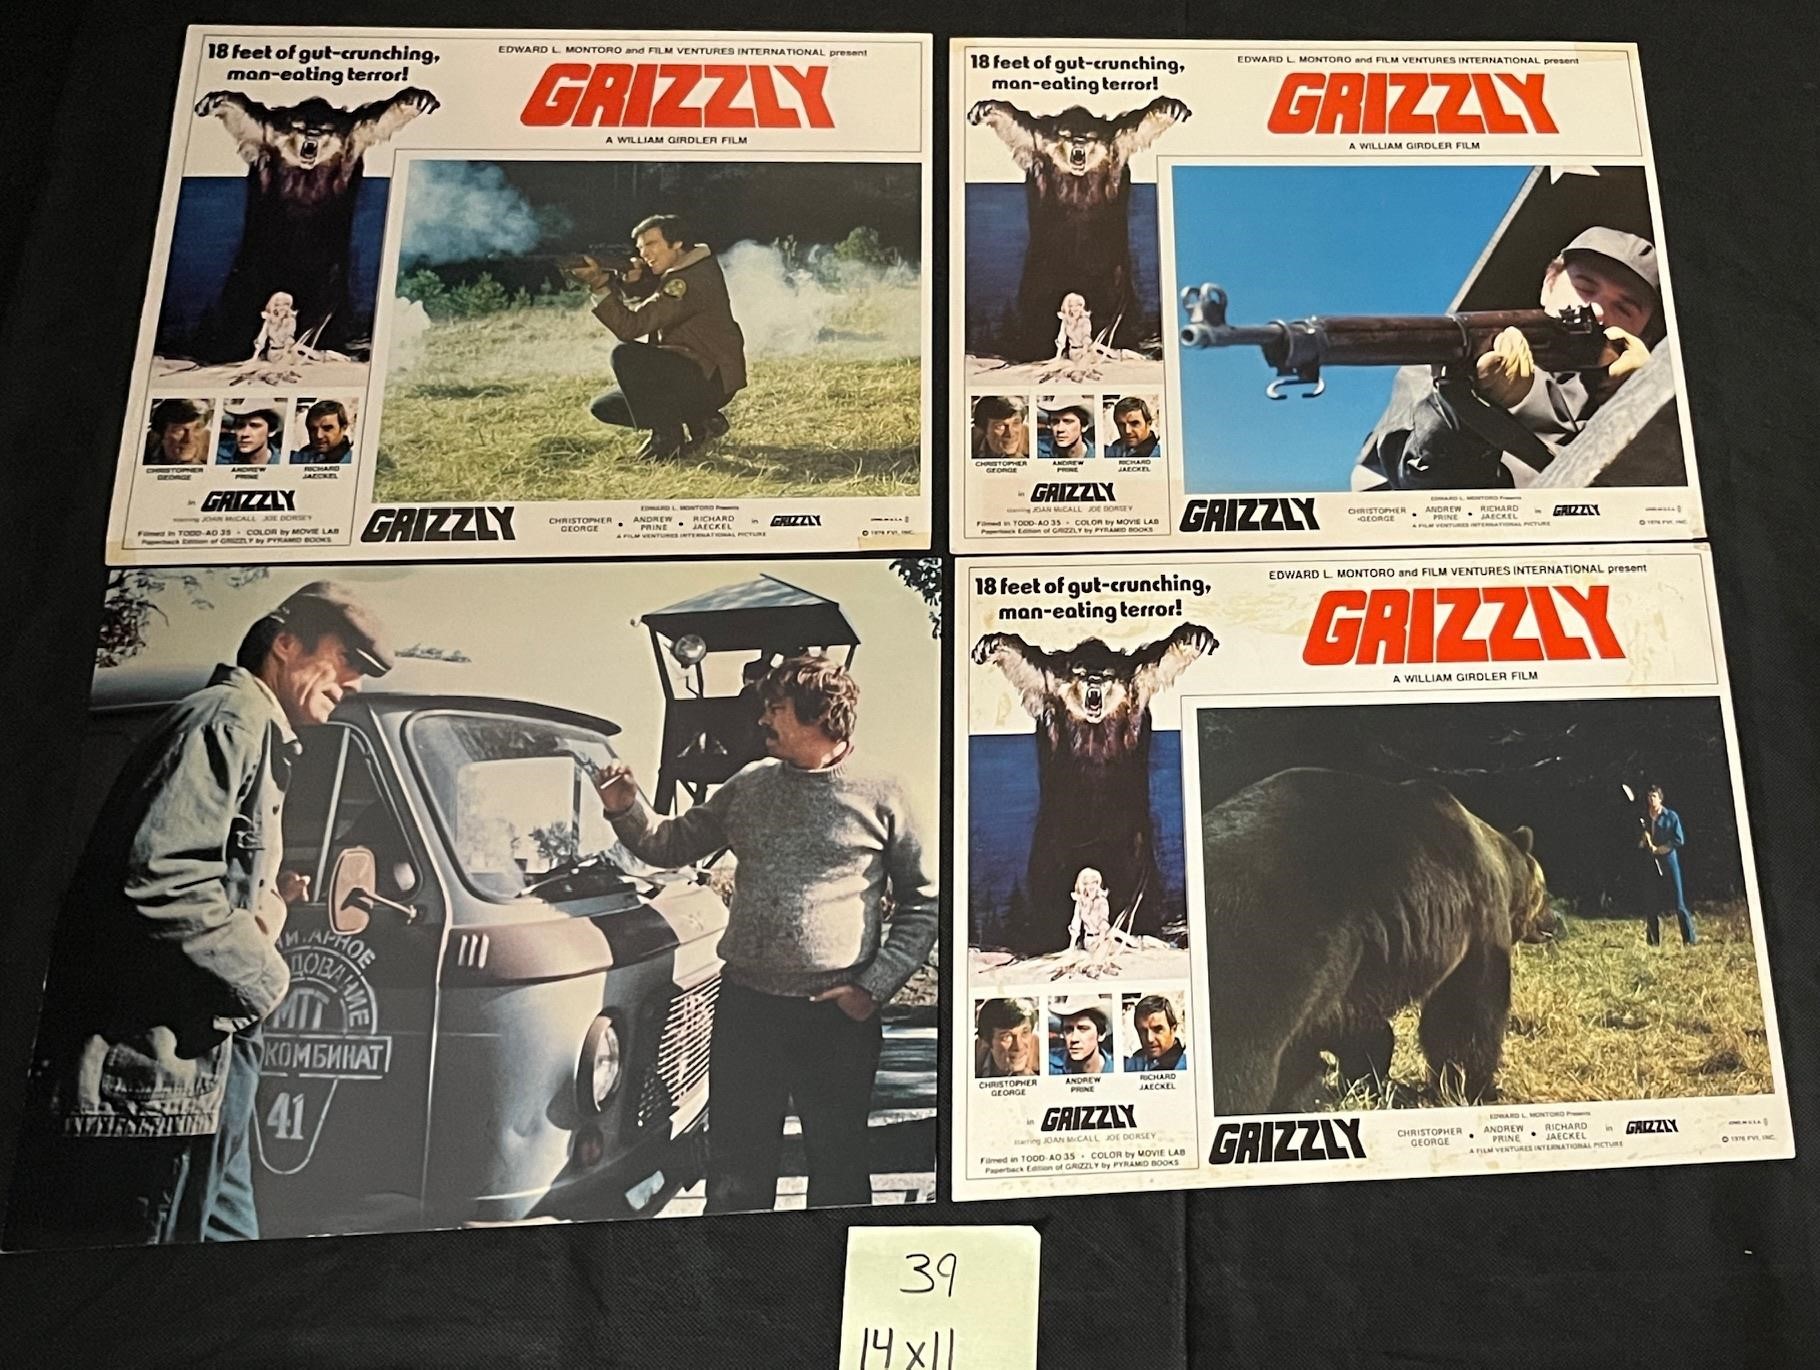 18 feet of gut-crunching,
man-eating terror!
EDWARD L. MONTORO and FILM VENTURES INTERNATIONAL present
GRIZZLY
A WILLIAM GIRDLER FILM
CHRISTOPHER
GEORGE
ANDREW
PRINE
RICHARD
JAECKEL
in GRIZZLY
starring JOAN McCALL JOE DORSEY
Filmed in TODD-AO 35 • COLOR by MOVIE LAB
Paperback Edition of GRIZZLY by PYRAMID BOOKS
GRIZZLY
EDWARD L. MONTORO Presents
CHRISTOPHER
GEORGE
• ANDREW
PRINE
• RICHARD
JAECKEL
in GRIZZLY
A FILM VENTURES INTERNATIONAL PICTURE
© 1976 FVI, INC.
18 feet of gut-crunching,
man-eating terror!
EDWARD L. MONTORO and FILM VENTURES INTERNATIONAL present
GRIZZLY
A WILLIAM GIRDLER FILM
CHRISTOPHER
GEORGE
ANDREW
PRINE
RICHARD
JAECKEL
in GRIZZLY
starring JOAN McCALL JOE DORSEY
Filmed in TODD-AO 35 • COLOR by MOVIE LAB
Paperback Edition of GRIZZLY by PYRAMID BOOKS
GRIZZLY
EDWARD L. MONTORO Presents
CHRISTOPHER
GEORGE
• ANDREW
PRINE
• RICHARD
JAECKEL
in GRIZZLY
A FILM VENTURES INTERNATIONAL PICTURE
© 1976 FVI, INC.
МТГ
КОМБИНАТ
41
18 feet of gut-crunching,
man-eating terror!
EDWARD L. MONTORO and FILM VENTURES INTERNATIONAL present
GRIZZLY
A WILLIAM GIRDLER FILM
CHRISTOPHER
GEORGE
ANDREW
PRINE
RICHARD
JAECKEL
in GRIZZLY
starring JOAN McCALL JOE DORSEY
Filmed in TODD-AO 35 • COLOR by MOVIE LAB
Paperback Edition of GRIZZLY by PYRAMID BOOKS
GRIZZLY
EDWARD L. MONTORO Presents
CHRISTOPHER
GEORGE
• ANDREW
PRINE
• RICHARD
JAECKEL
in GRIZZLY
A FILM VENTURES INTERNATIONAL PICTURE
© 1976 FVI, INC.
39
14x11